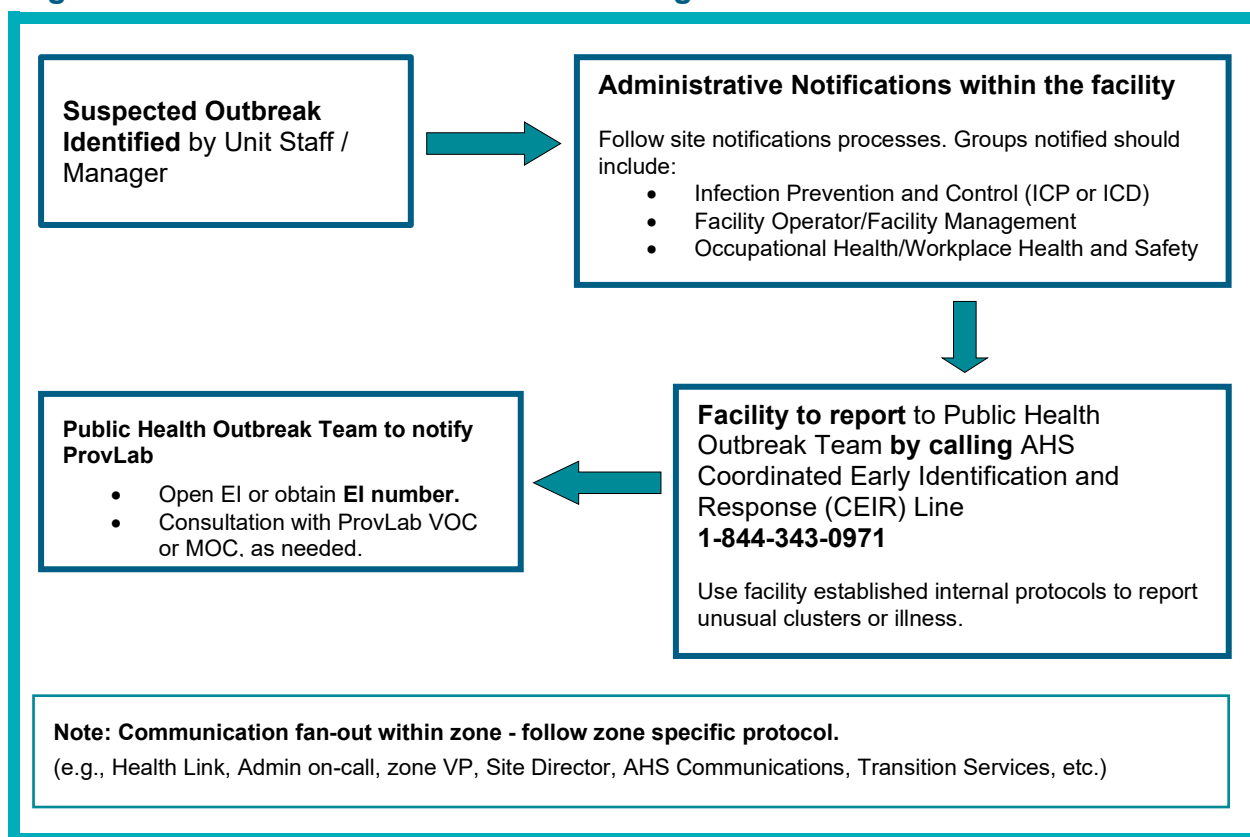 Suspected Outbreak
Identified by Unit Staff /
Manager
Administrative Notifications within the facility
Follow site notifications processes. Groups notified should
include:
• Infection Prevention and Control (ICP or ICD)
• Facility Operator/Facility Management
• Occupational Health/Workplace Health and Safety
Facility to report to Public Health
Outbreak Team by calling AHS
Coordinated Early Identification and
Response (CEIR) Line
1-844-343-0971
Use facility established internal protocols to report
unusual clusters or illness.
Public Health Outbreak Team to notify
ProvLab
• Open EI or obtain EI number.
• Consultation with ProvLab VOC
or MOC, as needed.
Note: Communication fan-out within zone - follow zone specific protocol.
(e.g., Health Link, Admin on-call, zone VP, Site Director, AHS Communications, Transition Services, etc.)